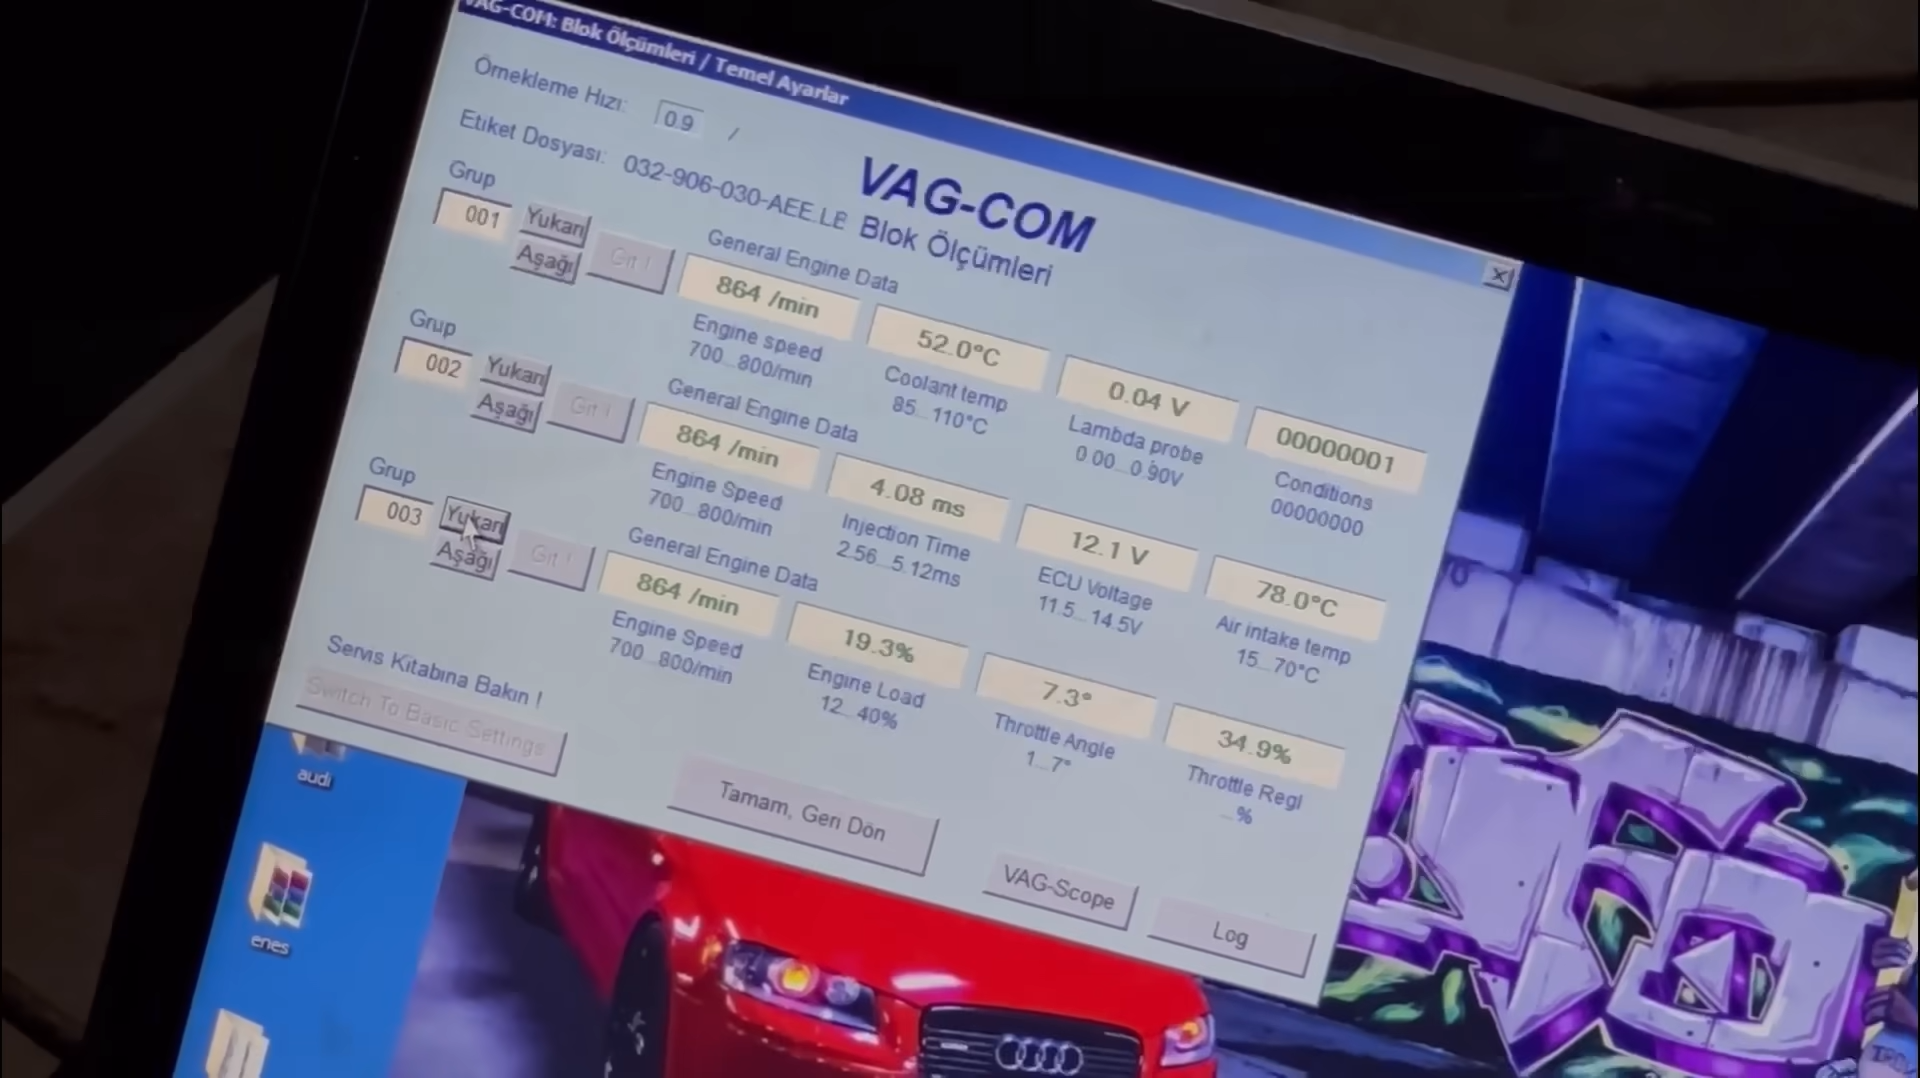 VAG-COM: Blok Ölçümleri / Temel Ayarlar
Örnekleme Hızı: 0.9 /
Etiket Dosyası: 032-906-030-AEE.LB
VAG-COM
Blok Ölçümleri
Grup
001
Yukarı
Aşağı
Git !
General Engine Data
864 /min
52.0°C
0.04 V
00000001
Engine speed
700...800/min
Coolant temp
85...110°C
Lambda probe
0.00...0.90V
Conditions
00000000
Grup
002
Yukarı
Aşağı
Git !
General Engine Data
864 /min
4.08 ms
12.1 V
78.0°C
Engine Speed
700...800/min
Injection Time
2.56...5.12ms
ECU Voltage
11.5...14.5V
Air intake temp
15...70°C
Grup
003
Yukarı
Aşağı
Git !
General Engine Data
864 /min
19.3%
7.3°
34.9%
Engine Speed
700...800/min
Engine Load
12...40%
Throttle Angle
1...7°
Throttle Regl
...%
Servis Kitabına Bakın !
Switch To Basic Settings
Tamam, Geri Dön
VAG-Scope
Log
audi
enes